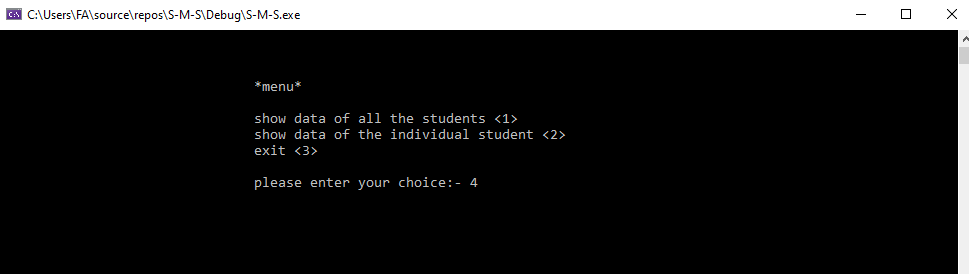 C:\Users\FA\source\repos\S-M-S\Debug\S-M-S.exe
*menu*
show data of all the students <1>
show data of the individual student <2>
exit <3>
please enter your choice:- 4